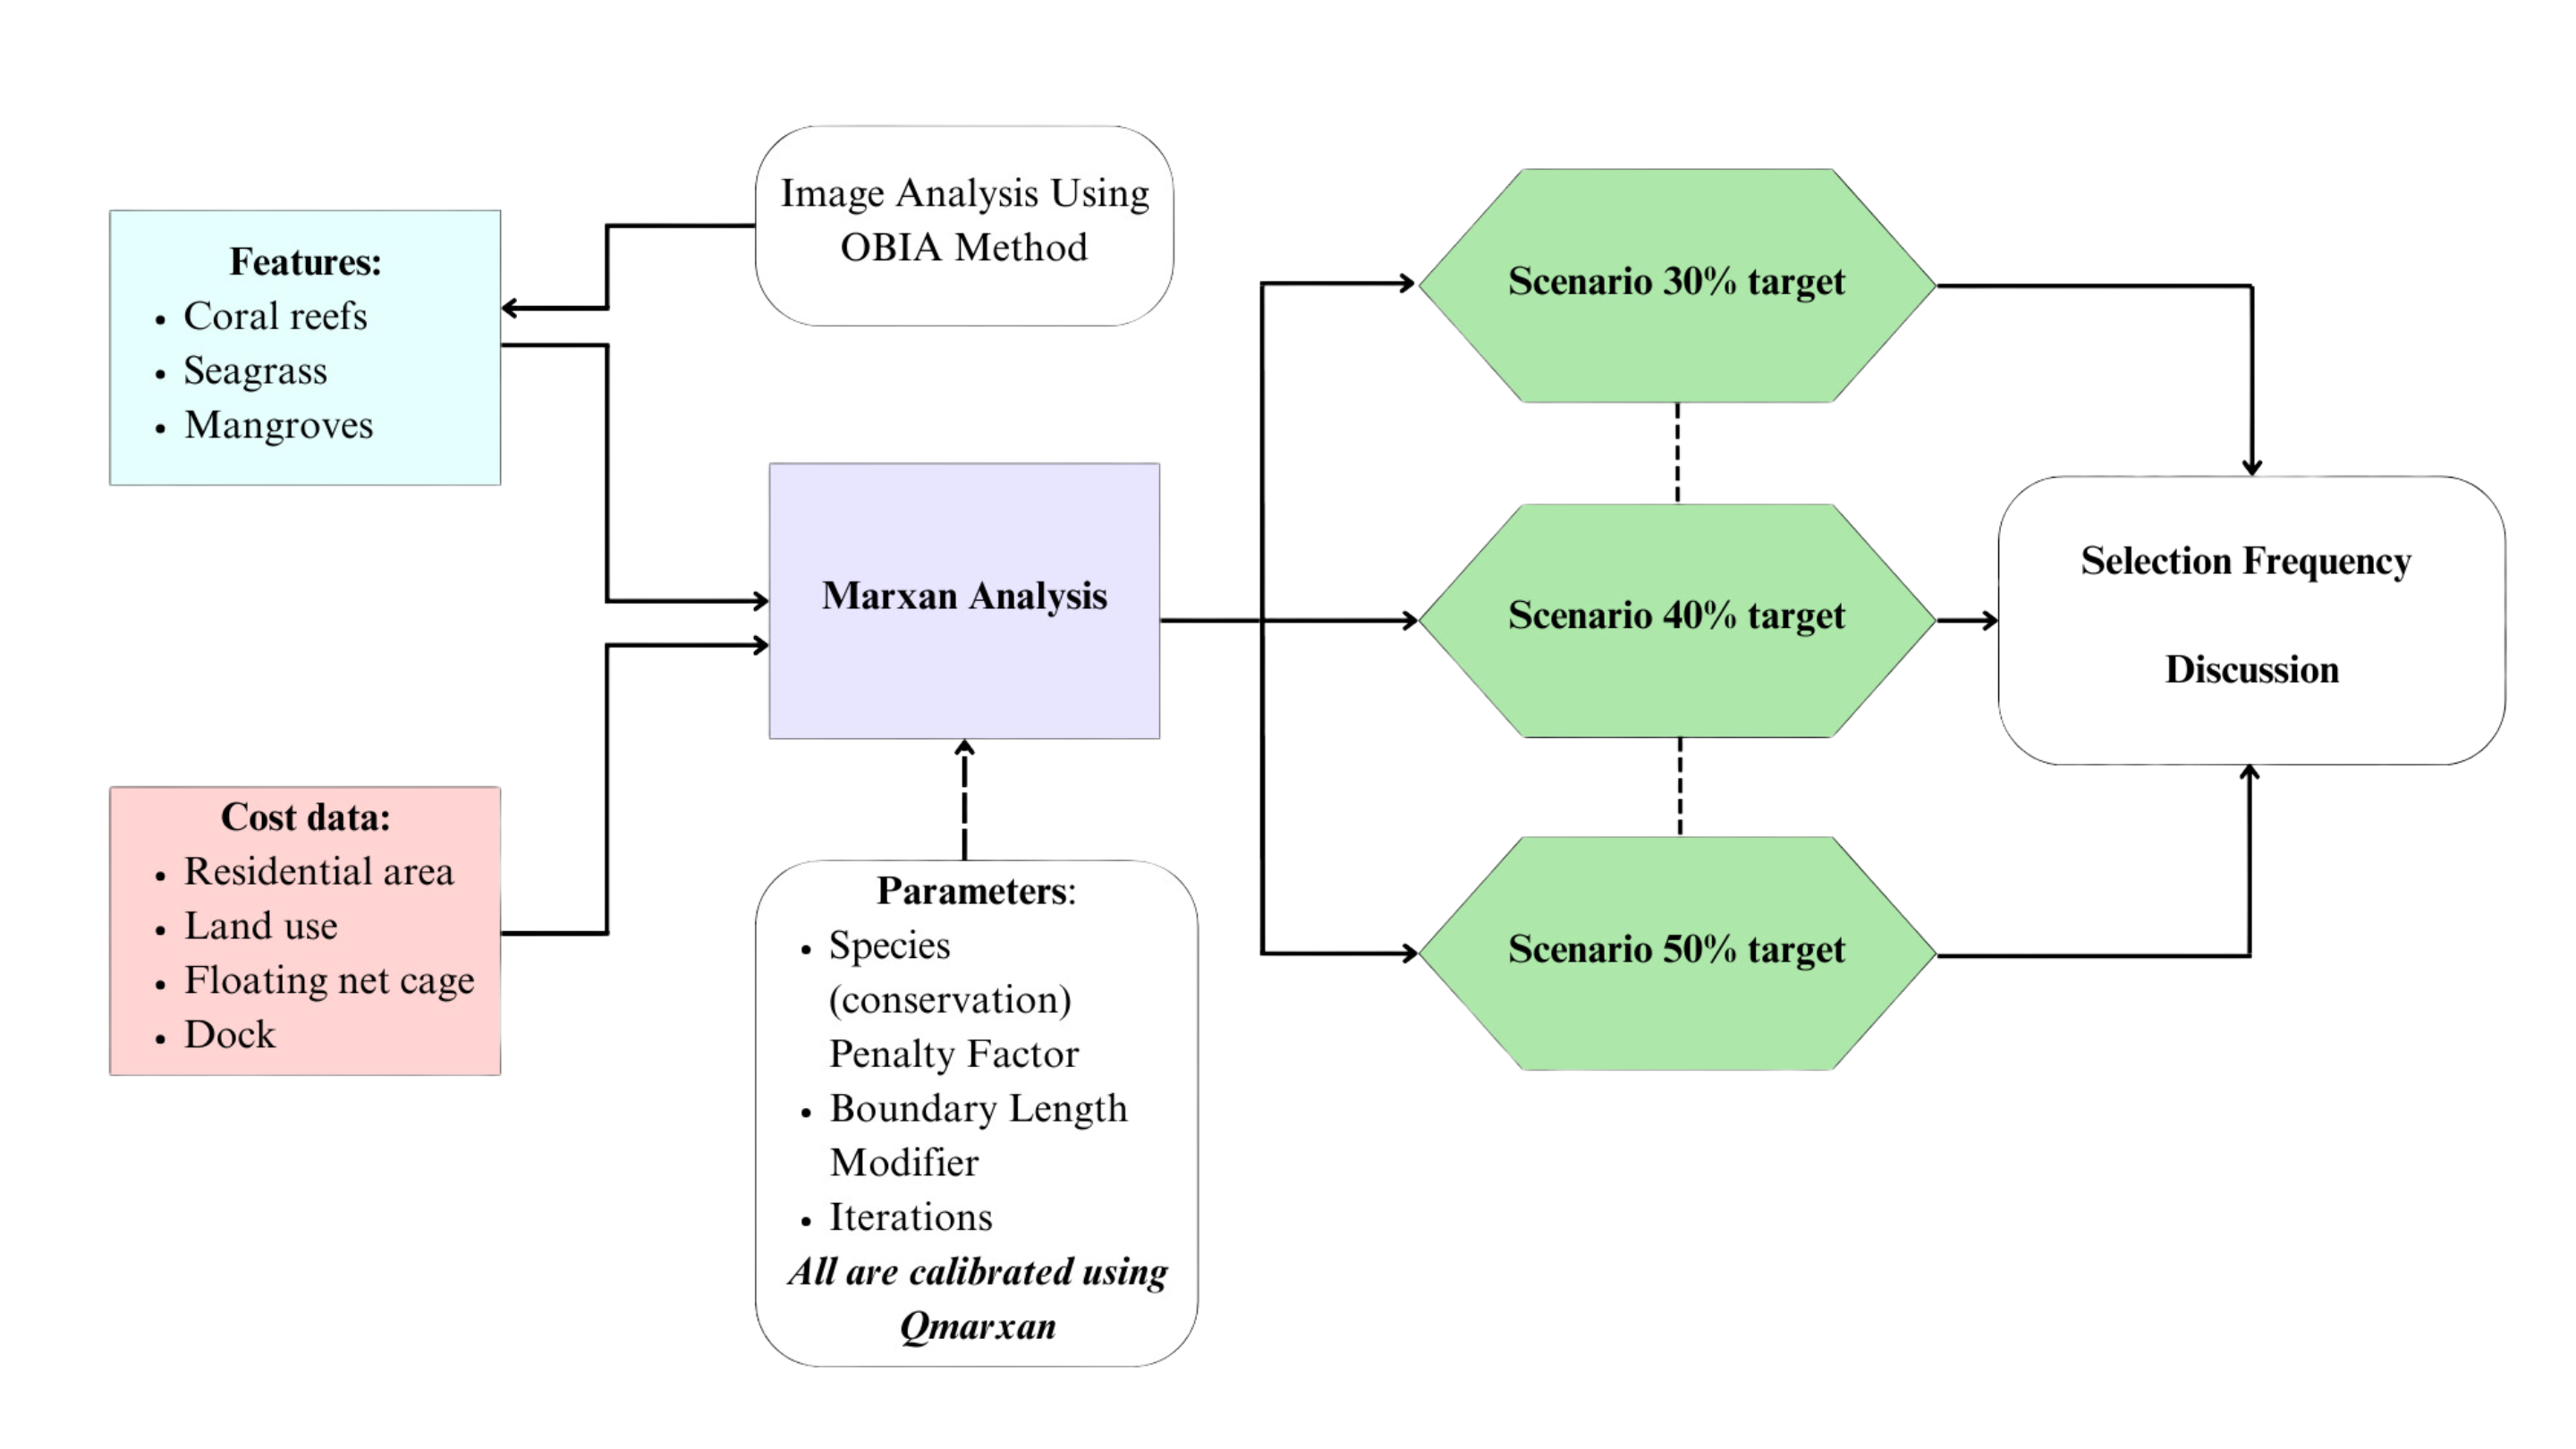 Image Analysis Using
OBIA Method
Features:
• Coral reefs
• Seagrass
• Mangroves
Marxan Analysis
Cost data:
• Residential area
• Land use
• Floating net cage
• Dock
Parameters:
• Species
(conservation)
Penalty Factor
• Boundary Length
Modifier
• Iterations
All are calibrated using
Qmarxan
Scenario 30% target
Scenario 40% target
Scenario 50% target
Selection Frequency
Discussion